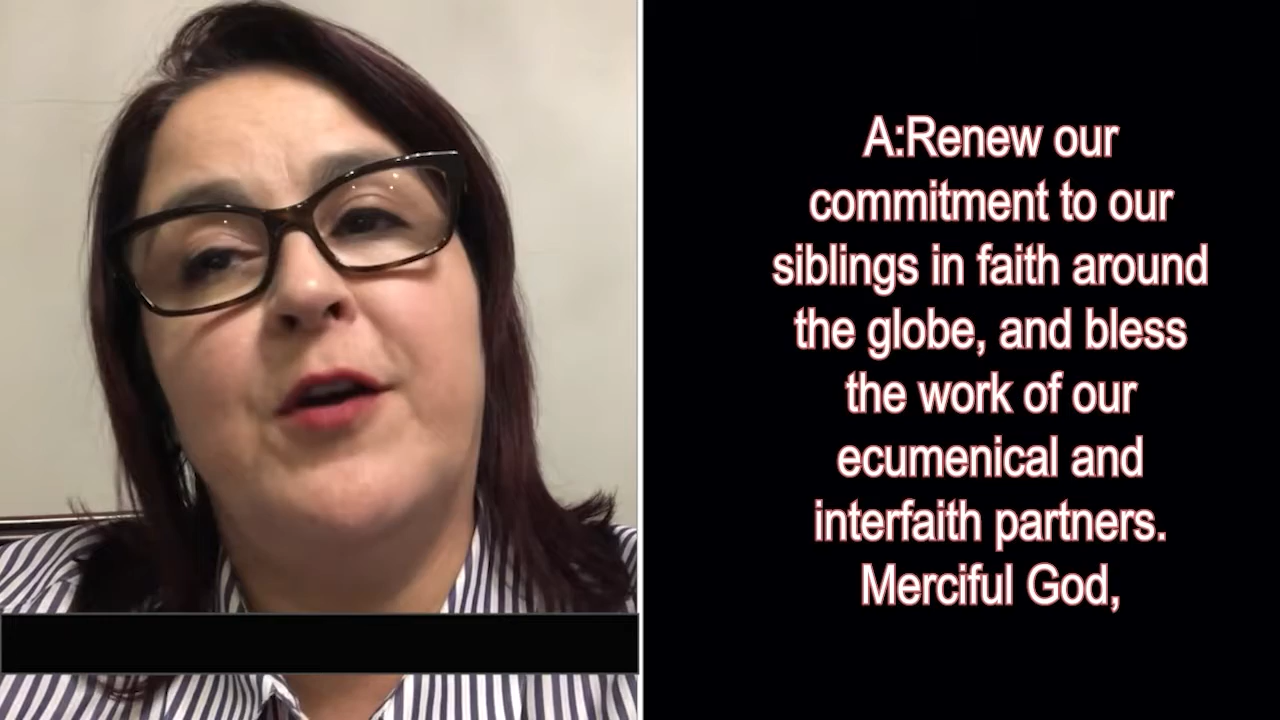 A:Renew our
commitment to our
siblings in faith around
the globe, and bless
the work of our
ecumenical and
interfaith partners.
Merciful God,